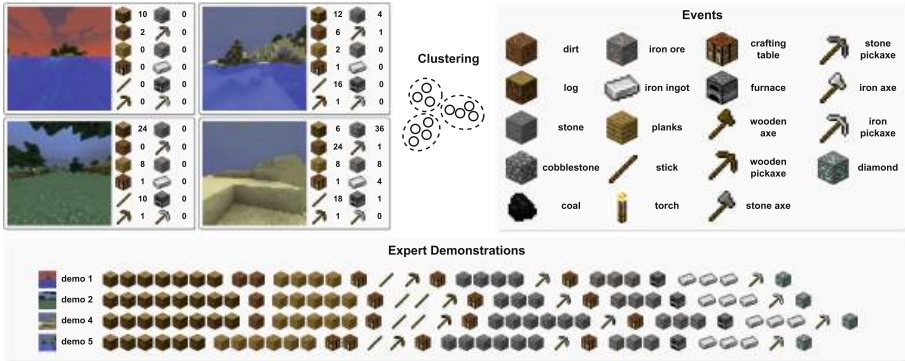 10 0
2 0
0 0
0 0
0 0
0 0
12 4
6 1
2 0
1 0
16 0
1 0
24 0
0 0
8 0
1 0
10 0
1 0
6 36
24 1
8 8
1 4
18 1
1 0
Clustering
Events
dirt
iron ore
crafting
table
stone
pickaxe
log
iron ingot
furnace
iron axe
stone
planks
wooden
axe
iron
pickaxe
cobblestone
stick
wooden
pickaxe
diamond
coal
torch
stone axe
Expert Demonstrations
demo 1
demo 2
demo 4
demo 5